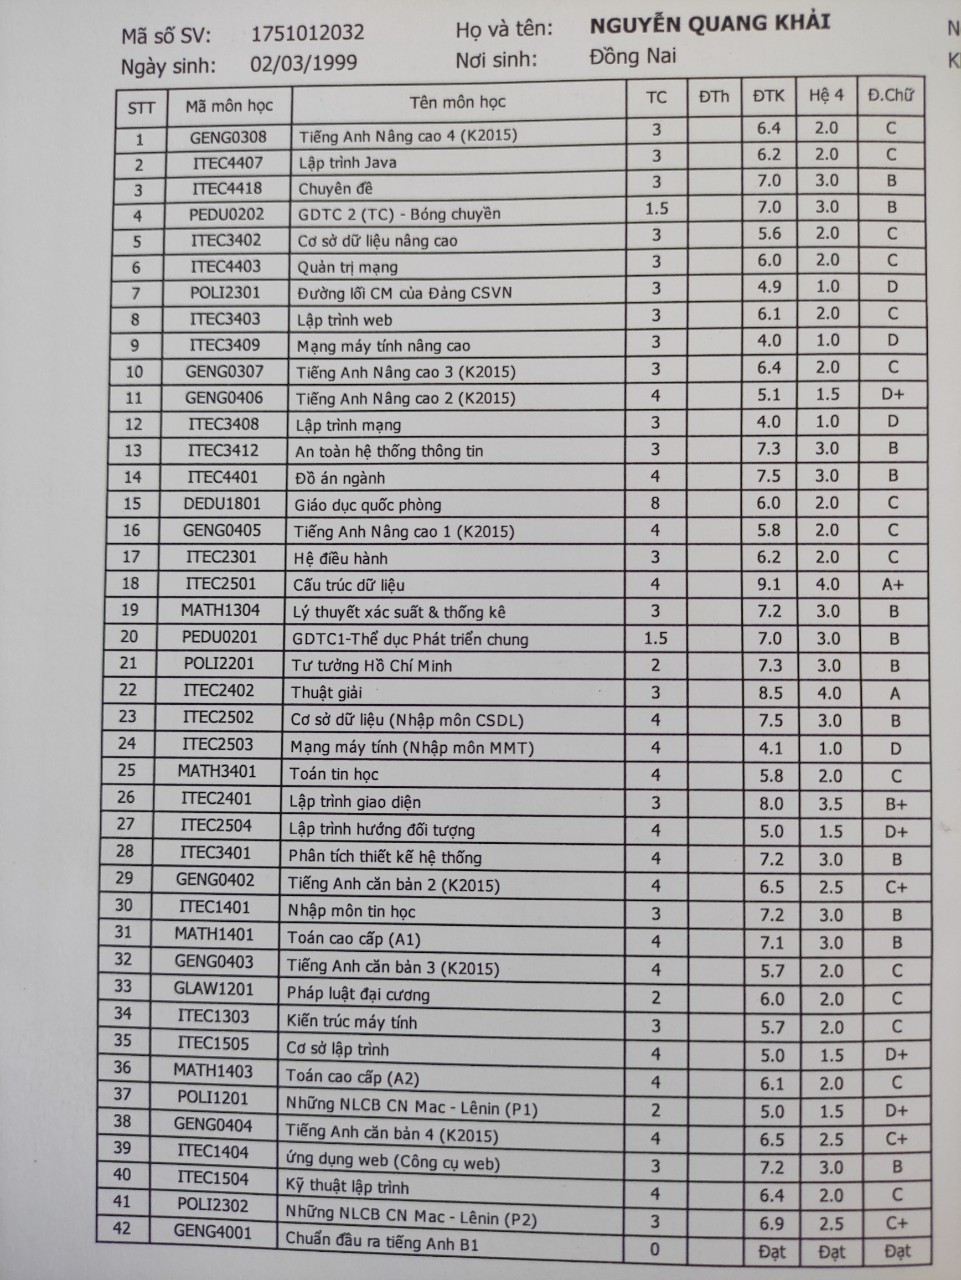 Mã số SV: 1751012032 Họ và tên: NGUYỄN QUANG KHẢI
Ngày sinh: 02/03/1999 Nơi sinh: Đồng Nai
STT Mã môn học Tên môn học TC ĐTh ĐTK Hệ 4 Đ.Chữ
1 GENG0308 Tiếng Anh Nâng cao 4 (K2015) 3 6.4 2.0 C
2 ITEC4407 Lập trình Java 3 6.2 2.0 C
3 ITEC4418 Chuyên đề 3 7.0 3.0 B
4 PEDU0202 GDTC 2 (TC) - Bóng chuyền 1.5 7.0 3.0 B
5 ITEC3402 Cơ sở dữ liệu nâng cao 3 5.6 2.0 C
6 ITEC4403 Quản trị mạng 3 6.0 2.0 C
7 POLI2301 Đường lối CM của Đảng CSVN 3 4.9 1.0 D
8 ITEC3403 Lập trình web 3 6.1 2.0 C
9 ITEC3409 Mạng máy tính nâng cao 3 4.0 1.0 D
10 GENG0307 Tiếng Anh Nâng cao 3 (K2015) 3 6.4 2.0 C
11 GENG0406 Tiếng Anh Nâng cao 2 (K2015) 4 5.1 1.5 D+
12 ITEC3408 Lập trình mạng 3 4.0 1.0 D
13 ITEC3412 An toàn hệ thống thông tin 3 7.3 3.0 B
14 ITEC4401 Đồ án ngành 4 7.5 3.0 B
15 DEDU1801 Giáo dục quốc phòng 8 6.0 2.0 C
16 GENG0405 Tiếng Anh Nâng cao 1 (K2015) 4 5.8 2.0 C
17 ITEC2301 Hệ điều hành 3 6.2 2.0 C
18 ITEC2501 Cấu trúc dữ liệu 4 9.1 4.0 A+
19 MATH1304 Lý thuyết xác suất & thống kê 3 7.2 3.0 B
20 PEDU0201 GDTC1-Thể dục Phát triển chung 1.5 7.0 3.0 B
21 POLI2201 Tư tưởng Hồ Chí Minh 2 7.3 3.0 B
22 ITEC2402 Thuật giải 3 8.5 4.0 A
23 ITEC2502 Cơ sở dữ liệu (Nhập môn CSDL) 4 7.5 3.0 B
24 ITEC2503 Mạng máy tính (Nhập môn MMT) 4 4.1 1.0 D
25 MATH3401 Toán tin học 4 5.8 2.0 C
26 ITEC2401 Lập trình giao diện 3 8.0 3.5 B+
27 ITEC2504 Lập trình hướng đối tượng 4 5.0 1.5 D+
28 ITEC3401 Phân tích thiết kế hệ thống 4 7.2 3.0 B
29 GENG0402 Tiếng Anh căn bản 2 (K2015) 4 6.5 2.5 C+
30 ITEC1401 Nhập môn tin học 3 7.2 3.0 B
31 MATH1401 Toán cao cấp (A1) 4 7.1 3.0 B
32 GENG0403 Tiếng Anh căn bản 3 (K2015) 4 5.7 2.0 C
33 GLAW1201 Pháp luật đại cương 2 6.0 2.0 C
34 ITEC1303 Kiến trúc máy tính 3 5.7 2.0 C
35 ITEC1505 Cơ sở lập trình 4 5.0 1.5 D+
36 MATH1403 Toán cao cấp (A2) 4 6.1 2.0 C
37 POLI1201 Những NLCB CN Mac - Lênin (P1) 2 5.0 1.5 D+
38 GENG0404 Tiếng Anh căn bản 4 (K2015) 4 6.5 2.5 C+
39 ITEC1404 ứng dụng web (Công cụ web) 3 7.2 3.0 B
40 ITEC1504 Kỹ thuật lập trình 4 6.4 2.0 C
41 POLI2302 Những NLCB CN Mac - Lênin (P2) 3 6.9 2.5 C+
42 GENG4001 Chuẩn đầu ra tiếng Anh B1 0 Đạt Đạt Đạt